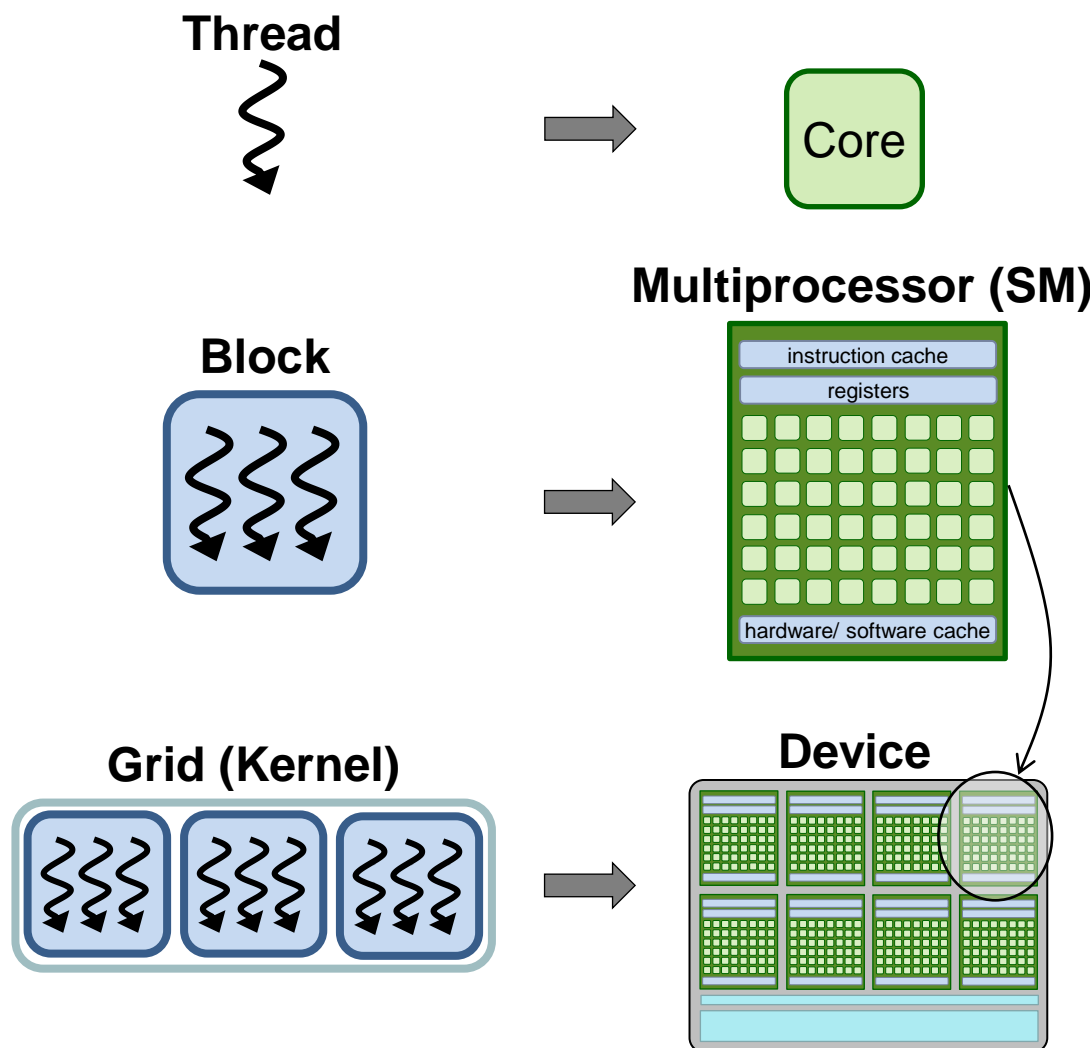 Thread
Core
Multiprocessor (SM)
Block
instruction cache
registers
hardware/ software cache
Grid (Kernel)
Device